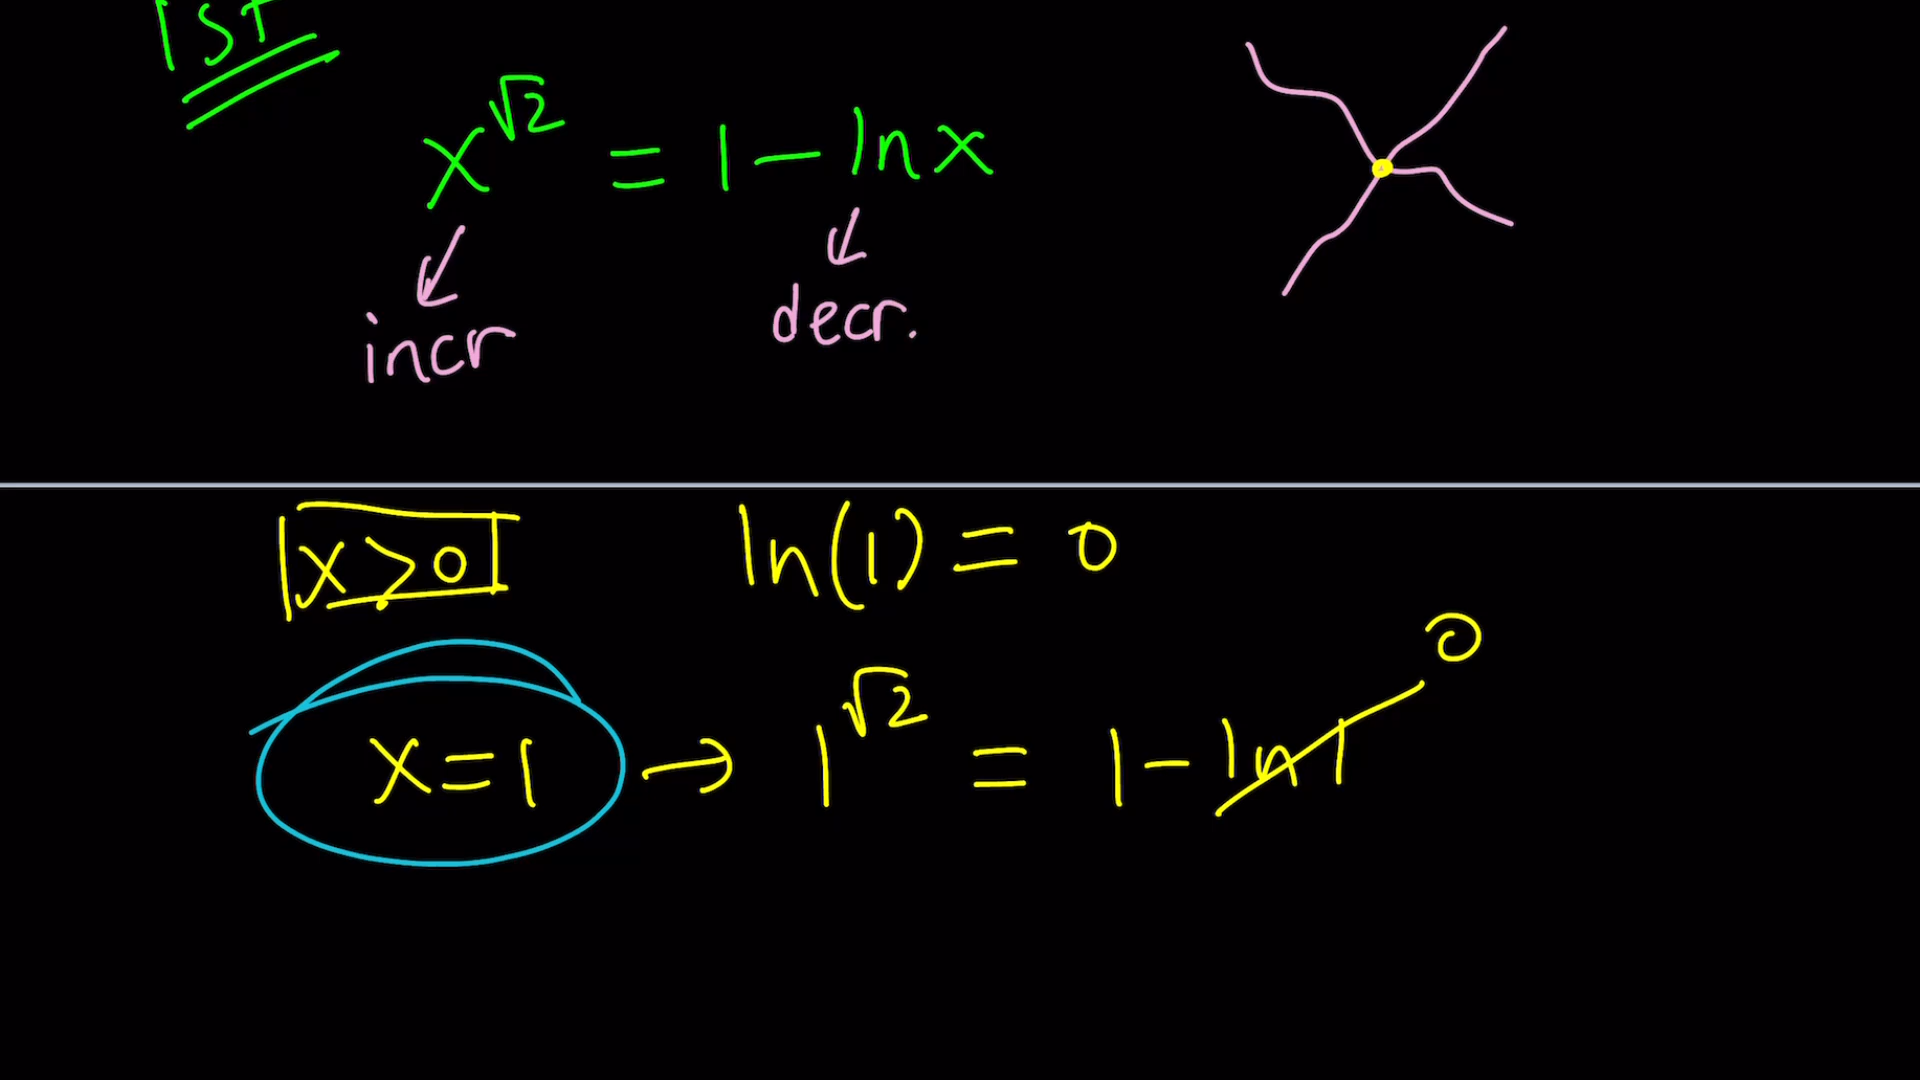 1st
x^√2 = 1 - ln x
incr
decr.
x > 0
ln(1) = 0
x = 1 → 1^√2 = 1 - ln 1
0